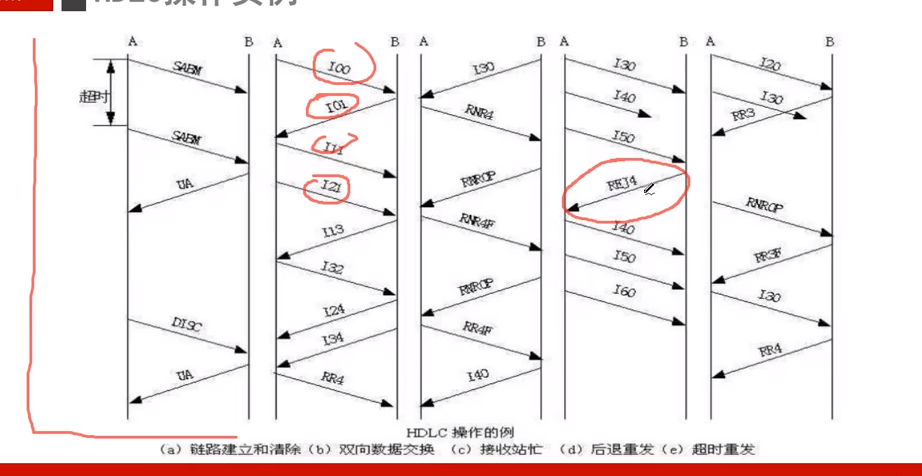 HDLC操作实例
A B A B A B A B A B
超时
SABM
SABM
UA
DISC
UA
I00
I01
I11
I21
I13
I32
I24
I34
RR4
I30
RNR4
RNR0P
RNR4F
RNR0P
RR4F
I40
I30
I40
I50
REJ4
I40
I50
I60
I20
I30
RR3
RNR0P
RR3F
I30
RR4
HDLC 操作的例
(a) 链路建立和清除 (b) 双向数据交换 (c) 接收站忙 (d) 后退重发 (e) 超时重发